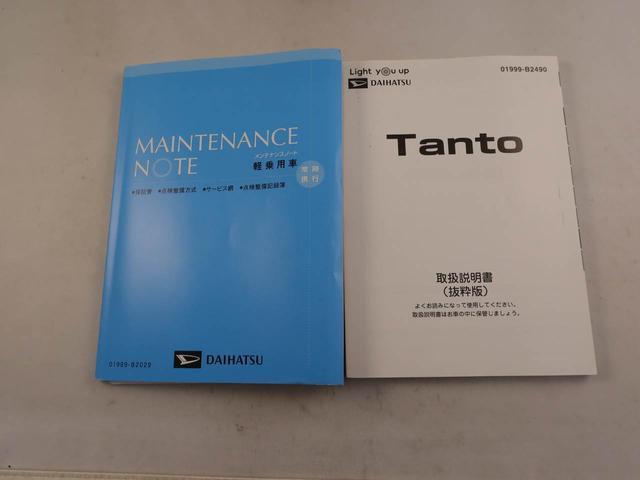 MAINTENANCE
NOTE
メンテナンスノート
軽乗用車
常時
携行
●保証書 ●点検整備方式 ●サービス網 ●点検整備記録簿
DAIHATSU
01999-B2029
Light you up
DAIHATSU
01999-B2490
Tanto
取扱説明書
（抜粋版）
よくお読みになって使用してください。
取扱説明書はお車の中に保管しましょう。